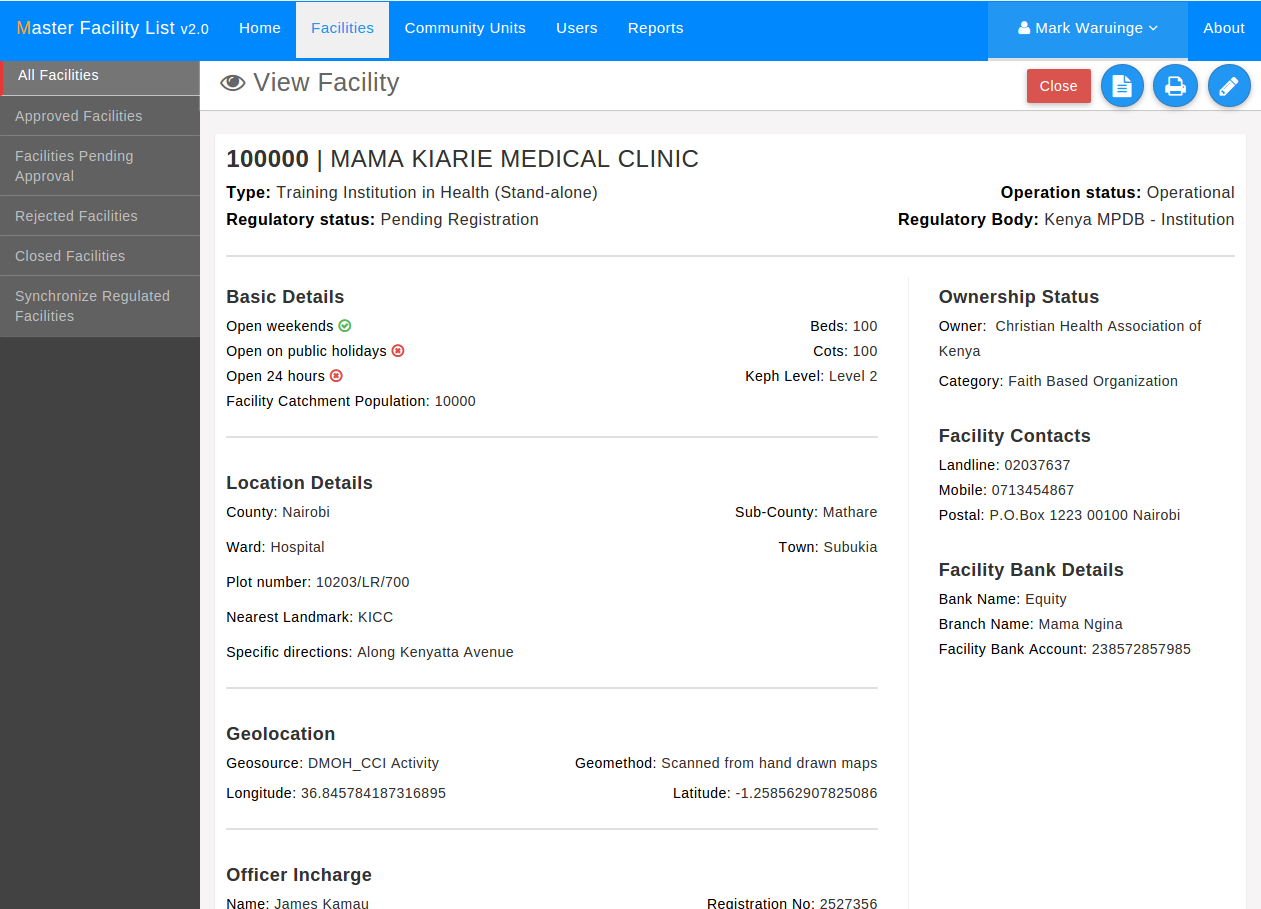 Master Facility List v2.0 Home Facilities Community Units Users Reports Mark Waruinge About
All Facilities
Approved Facilities
Facilities Pending
Approval
Rejected Facilities
Closed Facilities
Synchronize Regulated
Facilities
View Facility Close
100000 | MAMA KIARIE MEDICAL CLINIC
Type: Training Institution in Health (Stand-alone) Operation status: Operational
Regulatory status: Pending Registration Regulatory Body: Kenya MPDB - Institution
Basic Details
Open weekends Beds: 100
Open on public holidays Cots: 100
Open 24 hours Keph Level: Level 2
Facility Catchment Population: 10000
Location Details
County: Nairobi Sub-County: Mathare
Ward: Hospital Town: Subukia
Plot number: 10203/LR/700
Nearest Landmark: KICC
Specific directions: Along Kenyatta Avenue
Geolocation
Geosource: DMOH_CCI Activity Geomethod: Scanned from hand drawn maps
Longitude: 36.845784187316895 Latitude: -1.258562907825086
Officer Incharge
Name: James Kamau Registration No: 2527356
Ownership Status
Owner: Christian Health Association of
Kenya
Category: Faith Based Organization
Facility Contacts
Landline: 02037637
Mobile: 0713454867
Postal: P.O.Box 1223 00100 Nairobi
Facility Bank Details
Bank Name: Equity
Branch Name: Mama Ngina
Facility Bank Account: 238572857985